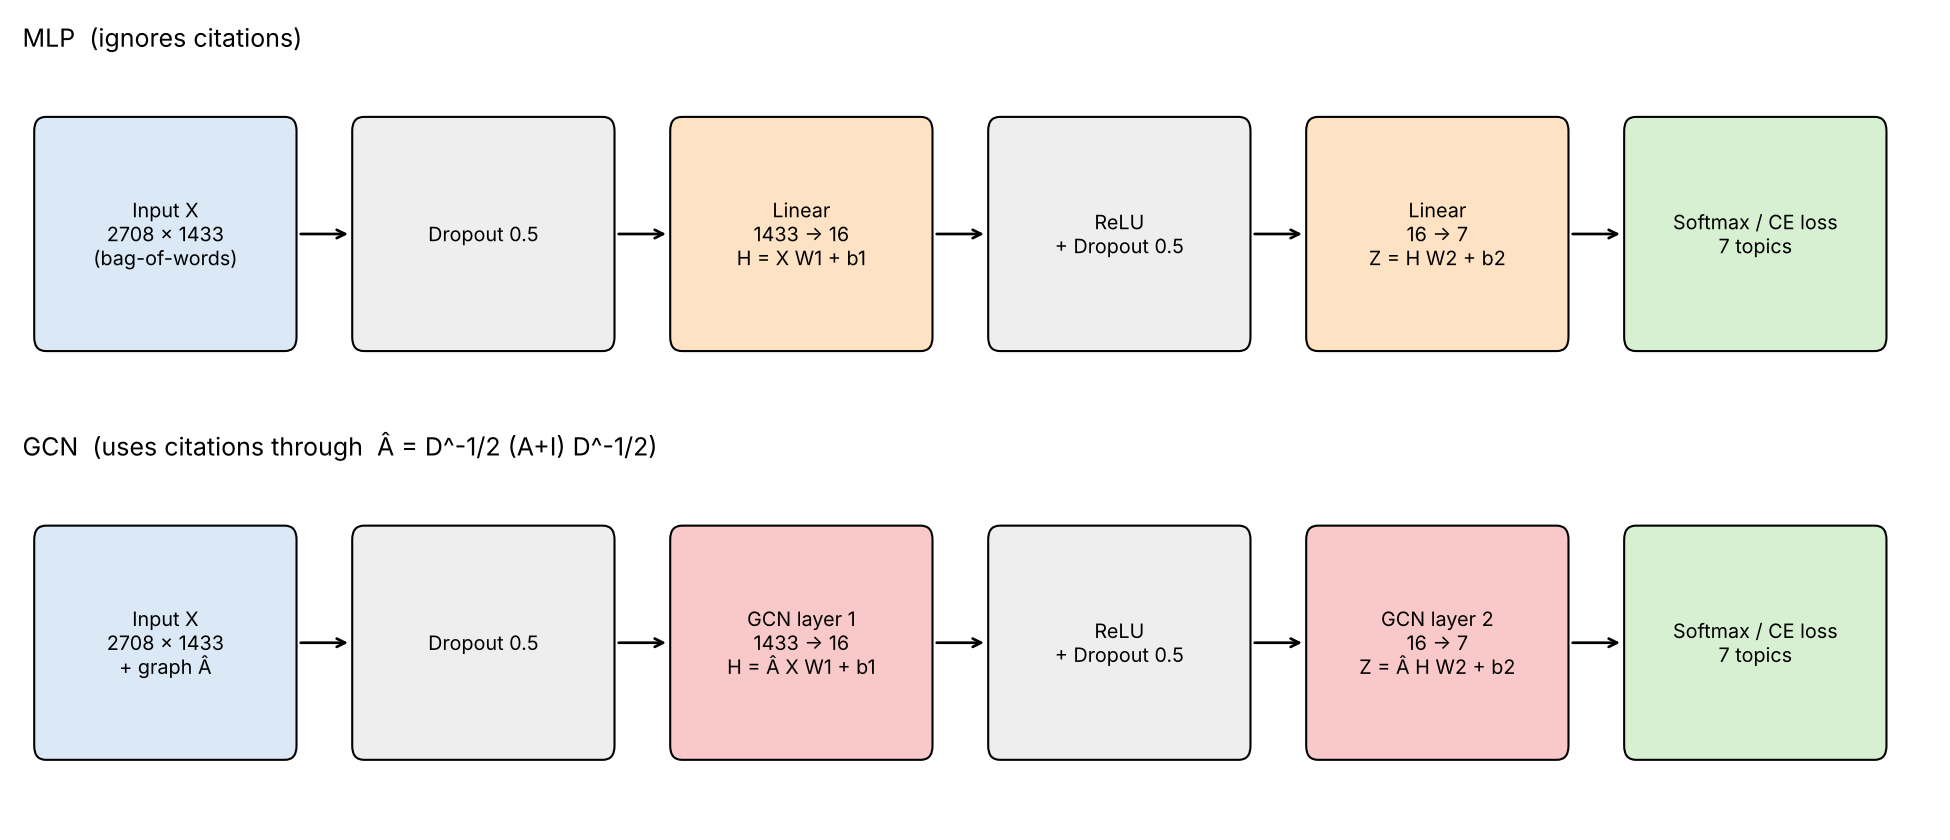 MLP (ignores citations)
Input X
2708 × 1433
(bag-of-words)
Dropout 0.5
Linear
1433 → 16
H = X W1 + b1
ReLU
+ Dropout 0.5
Linear
16 → 7
Z = H W2 + b2
Softmax / CE loss
7 topics
GCN (uses citations through Â = D^-1/2 (A+I) D^-1/2)
Input X
2708 × 1433
+ graph Â
Dropout 0.5
GCN layer 1
1433 → 16
H = Â X W1 + b1
ReLU
+ Dropout 0.5
GCN layer 2
16 → 7
Z = Â H W2 + b2
Softmax / CE loss
7 topics